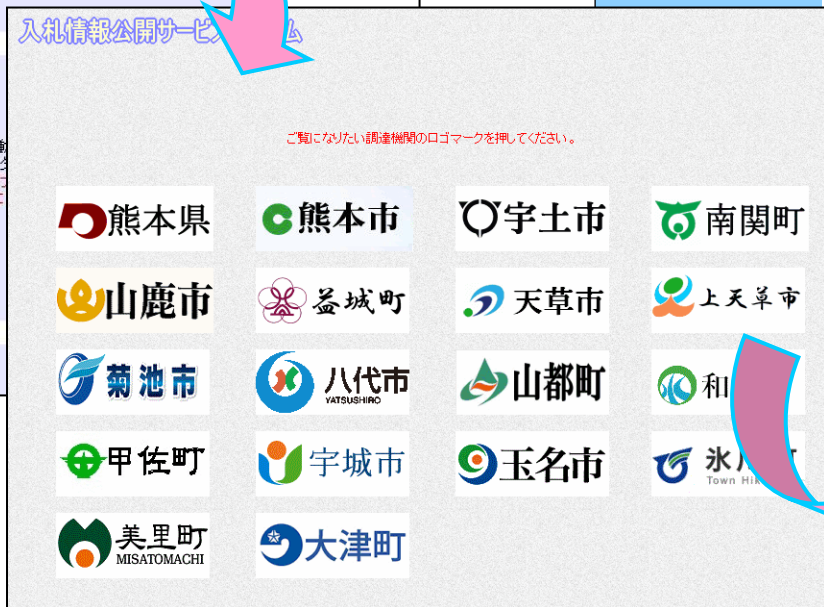 入札情報公開サービス
ム
ご覧になりたい調達機関のロゴマークを押してください。
熊本県
熊本市
宇土市
南関町
山鹿市
益城町
天草市
上天草市
菊池市
八代市
YATSUSHIRO
山都町
和
甲佐町
宇城市
玉名市
氷
Town Hi
美里町
MISATOMACHI
大津町